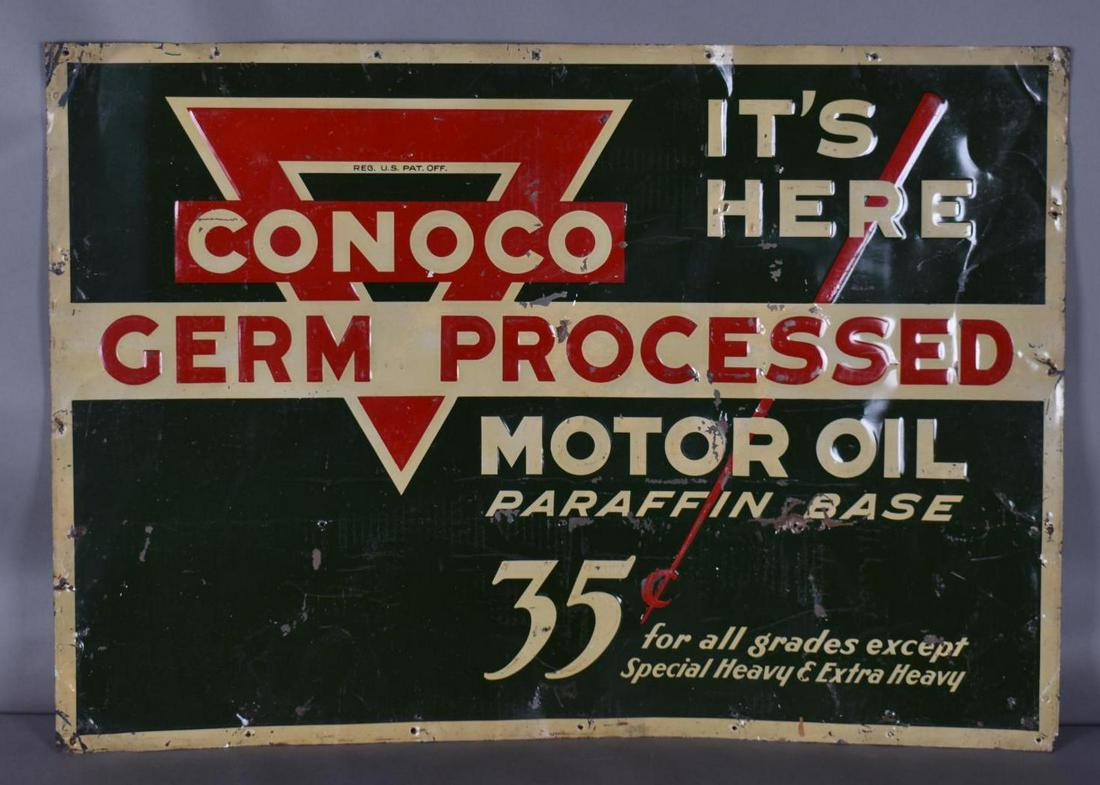 REG. U.S. PAT. OFF.
CONOCO
IT'S
HERE
GERM PROCESSED
MOTOR OIL
PARAFFIN BASE
35¢
for all grades except
Special Heavy & Extra Heavy